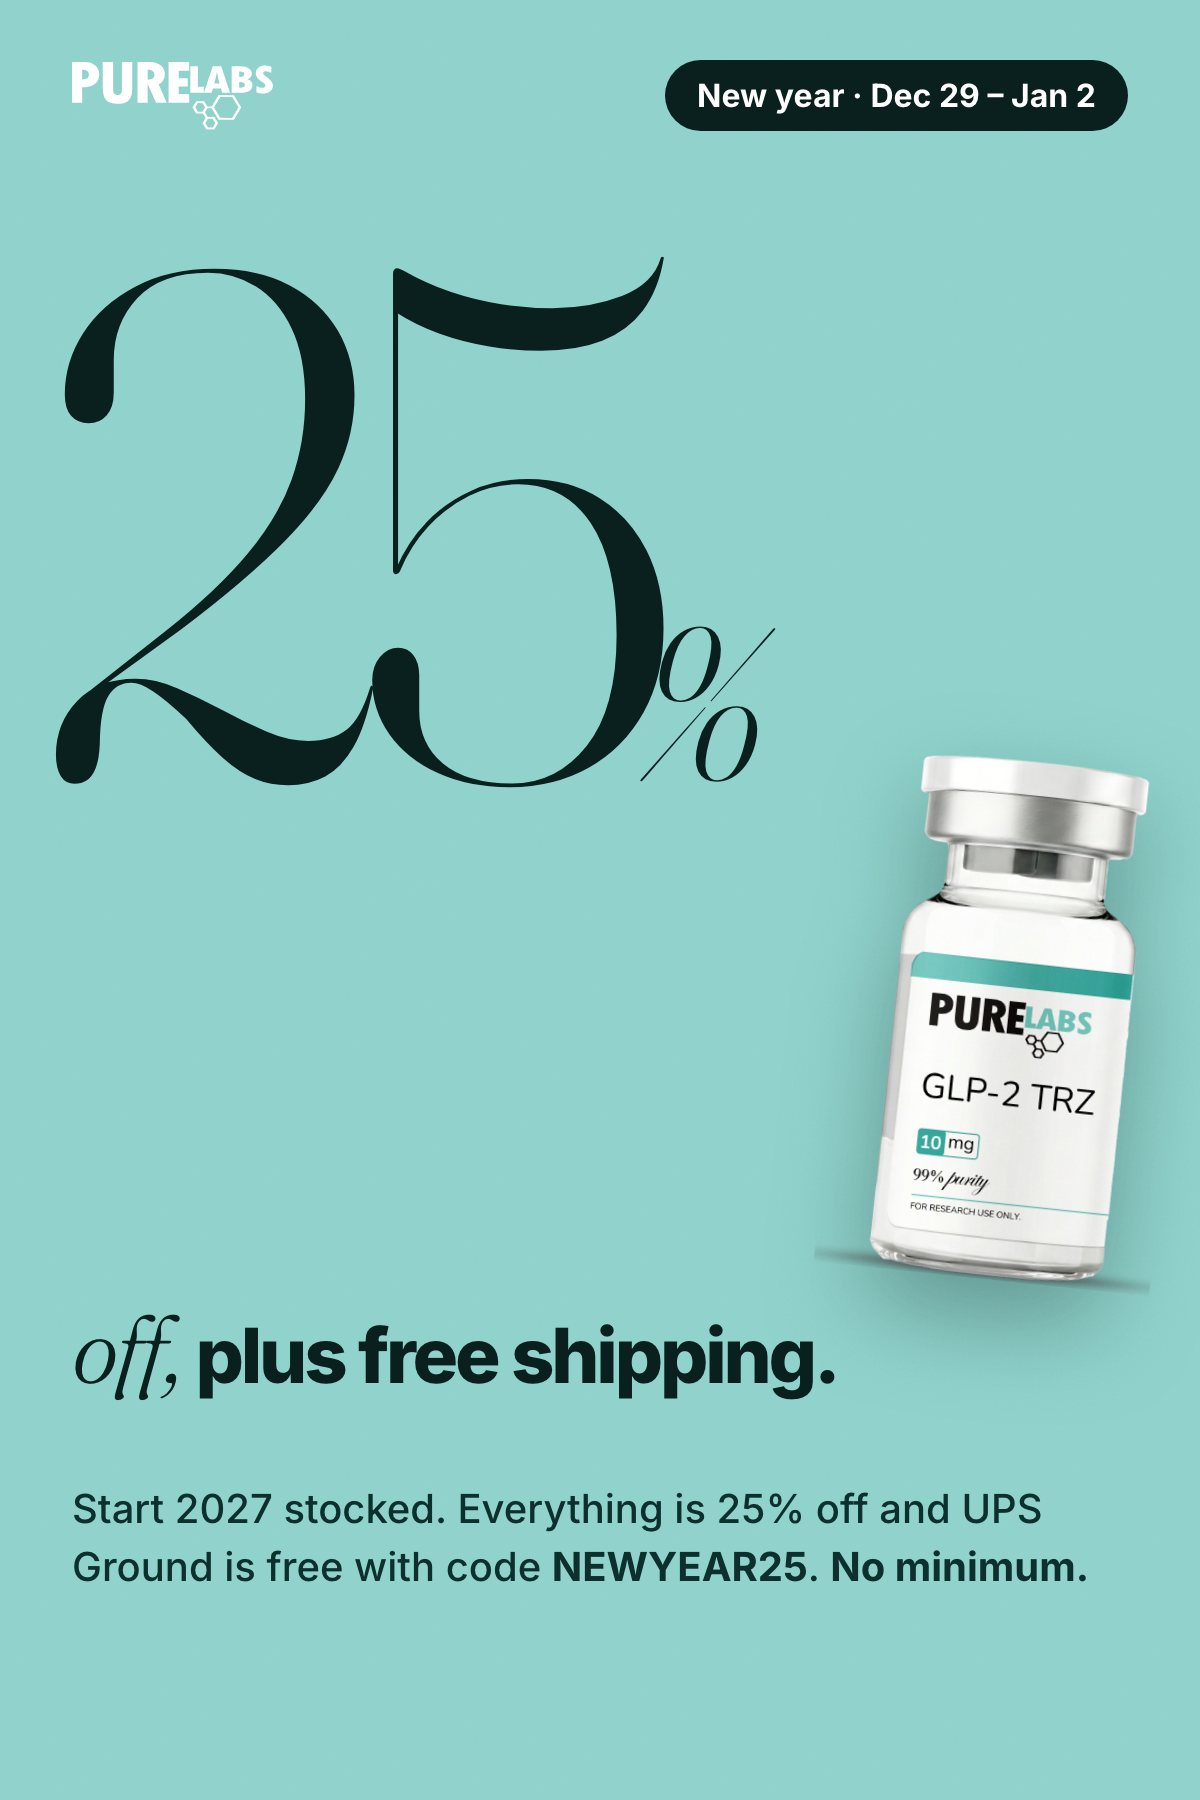 PURELABS
New year · Dec 29 – Jan 2
25%
PURELABS
GLP-2 TRZ
10 mg
99% purity
FOR RESEARCH USE ONLY.
off, plus free shipping.
Start 2027 stocked. Everything is 25% off and UPS
Ground is free with code NEWYEAR25. No minimum.